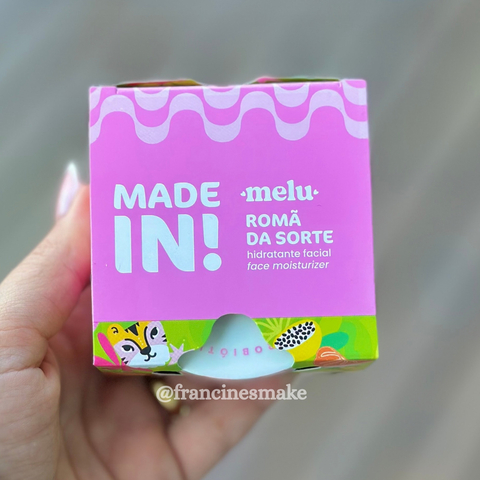 MADE
IN!
melu
ROMÃ
DA SORTE
hidratante facial
face moisturizer
@francinesmake